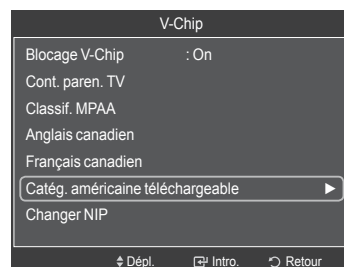 V-Chip
Blocage V-Chip : On
Cont. paren. TV
Classif. MPAA
Anglais canadien
Français canadien
Catég. américaine téléchargeable
Changer NIP
Dépl. Intro. Retour